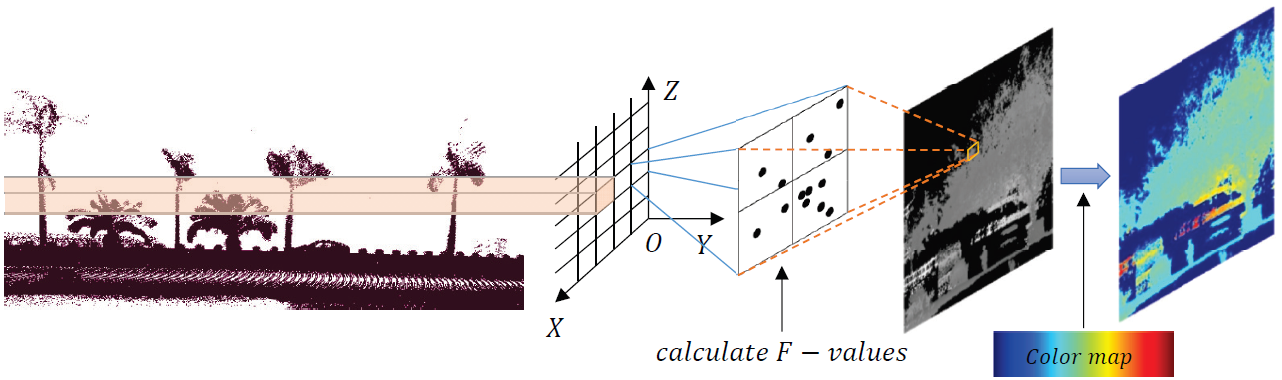 Z
O
Y
X
calculate F − values
Color map